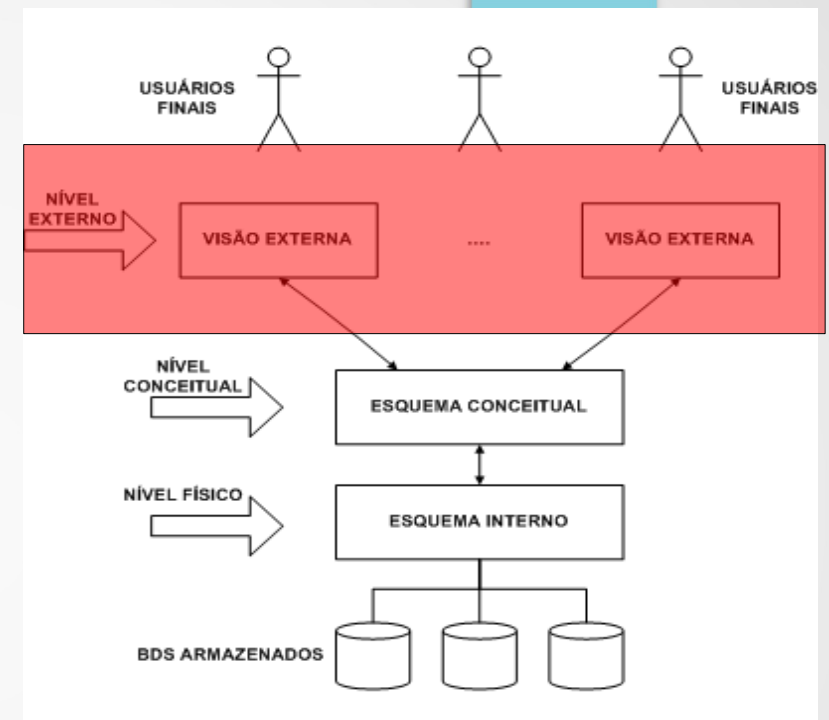 USUÁRIOS
FINAIS
USUÁRIOS
FINAIS
NÍVEL
EXTERNO
VISÃO EXTERNA
....
VISÃO EXTERNA
NÍVEL
CONCEITUAL
ESQUEMA CONCEITUAL
NÍVEL FÍSICO
ESQUEMA INTERNO
BDS ARMAZENADOS